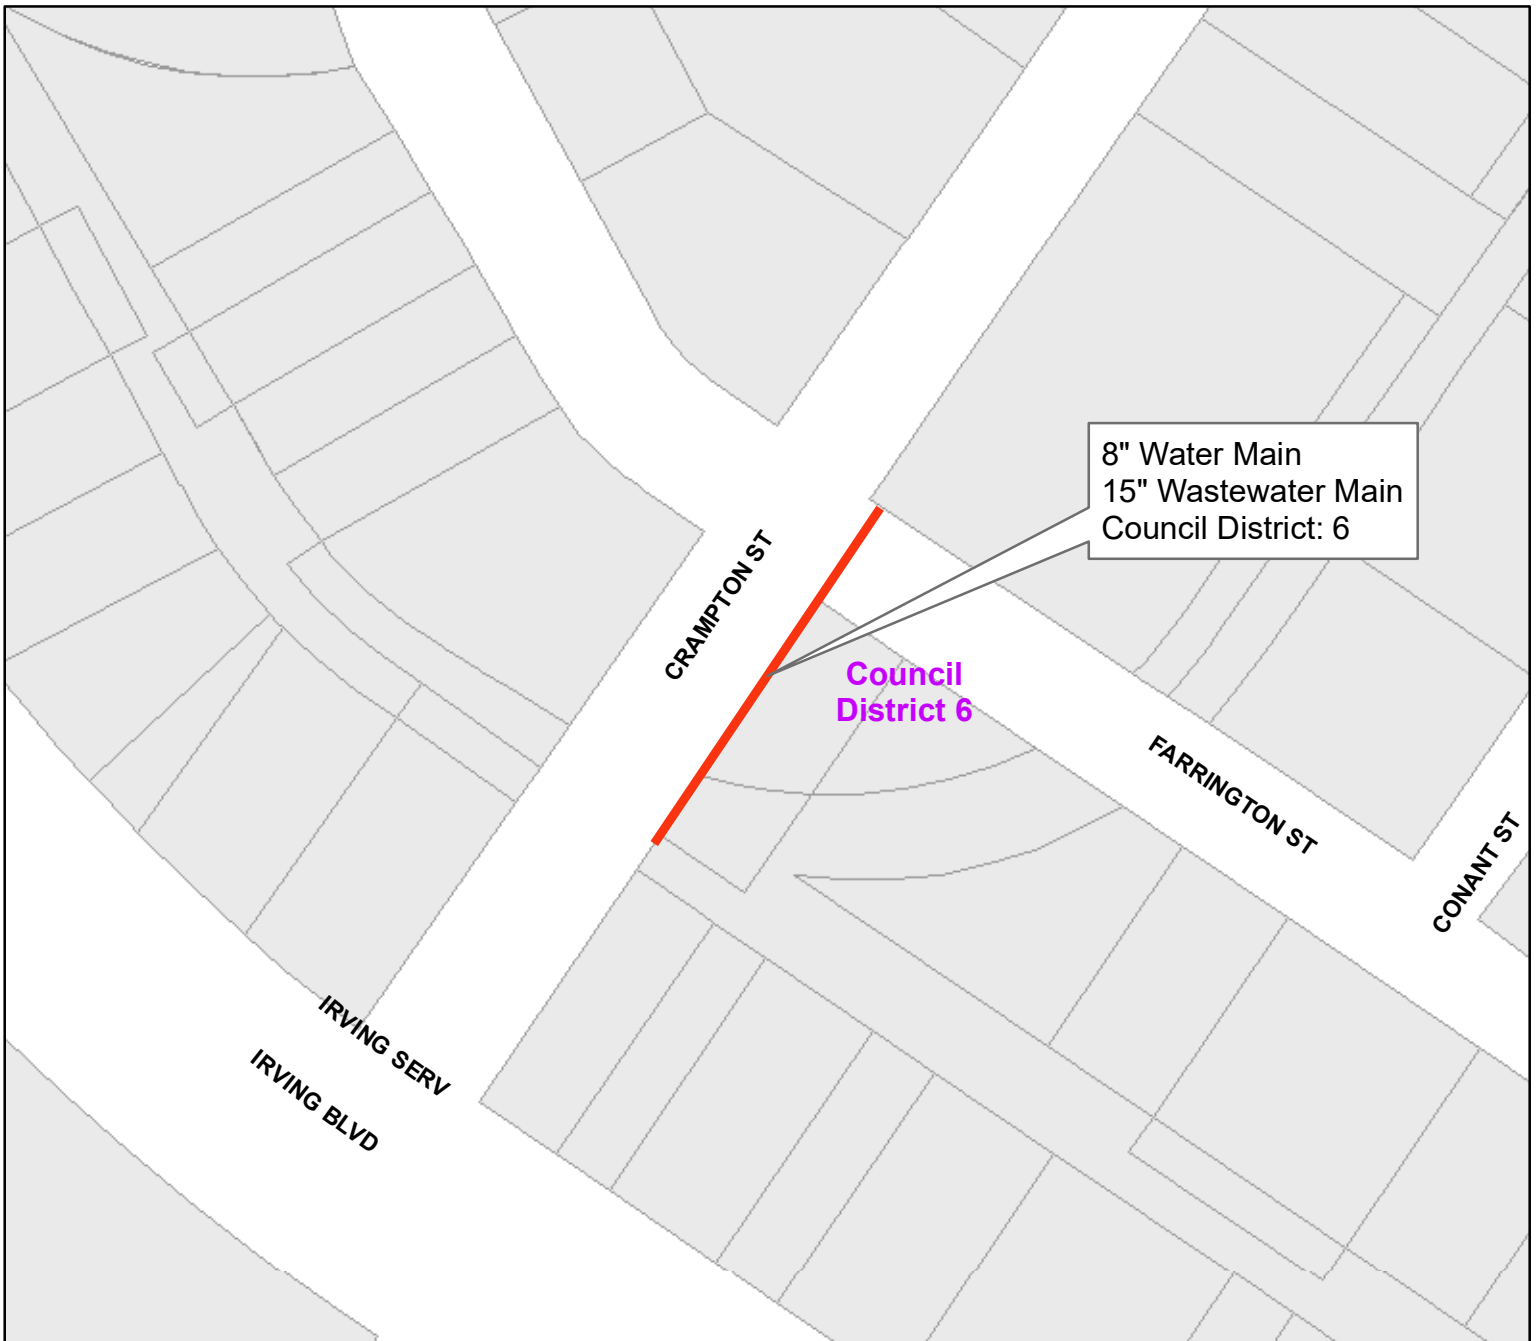 8" Water Main
15" Wastewater Main
Council District: 6
CRAMPTON ST
Council
District 6
FARRINGTON ST
CONANT ST
IRVING SERV
IRVING BLVD